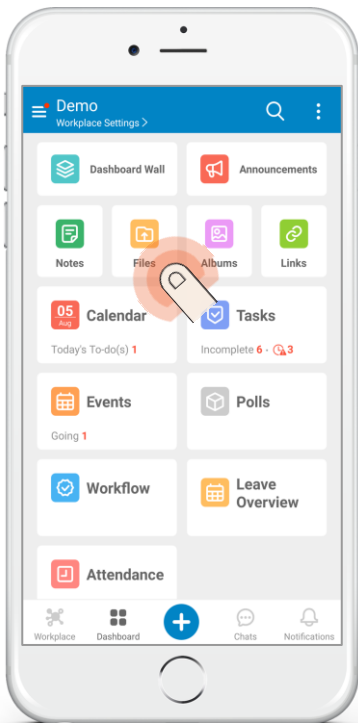 Demo
Workplace Settings >
Dashboard Wall
Announcements
Notes
Files
Albums
Links
05
Aug
Calendar
Today's To-do(s) 1
Tasks
Incomplete 6 · 3
Events
Going 1
Polls
Workflow
Leave
Overview
Attendance
Workplace
Dashboard
Chats
Notifications